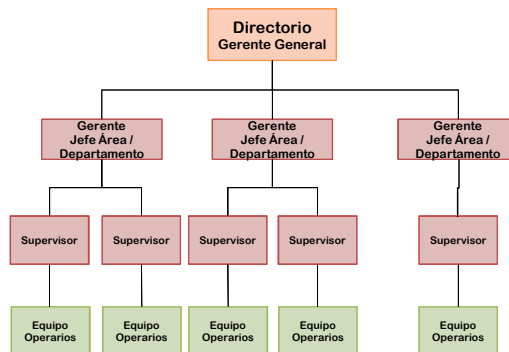 Directorio
Gerente General
Gerente
Jefe Área /
Departamento
Gerente
Jefe Área /
Departamento
Gerente
Jefe Área /
Departamento
Supervisor
Supervisor
Supervisor
Supervisor
Supervisor
Equipo
Operarios
Equipo
Operarios
Equipo
Operarios
Equipo
Operarios
Equipo
Operarios